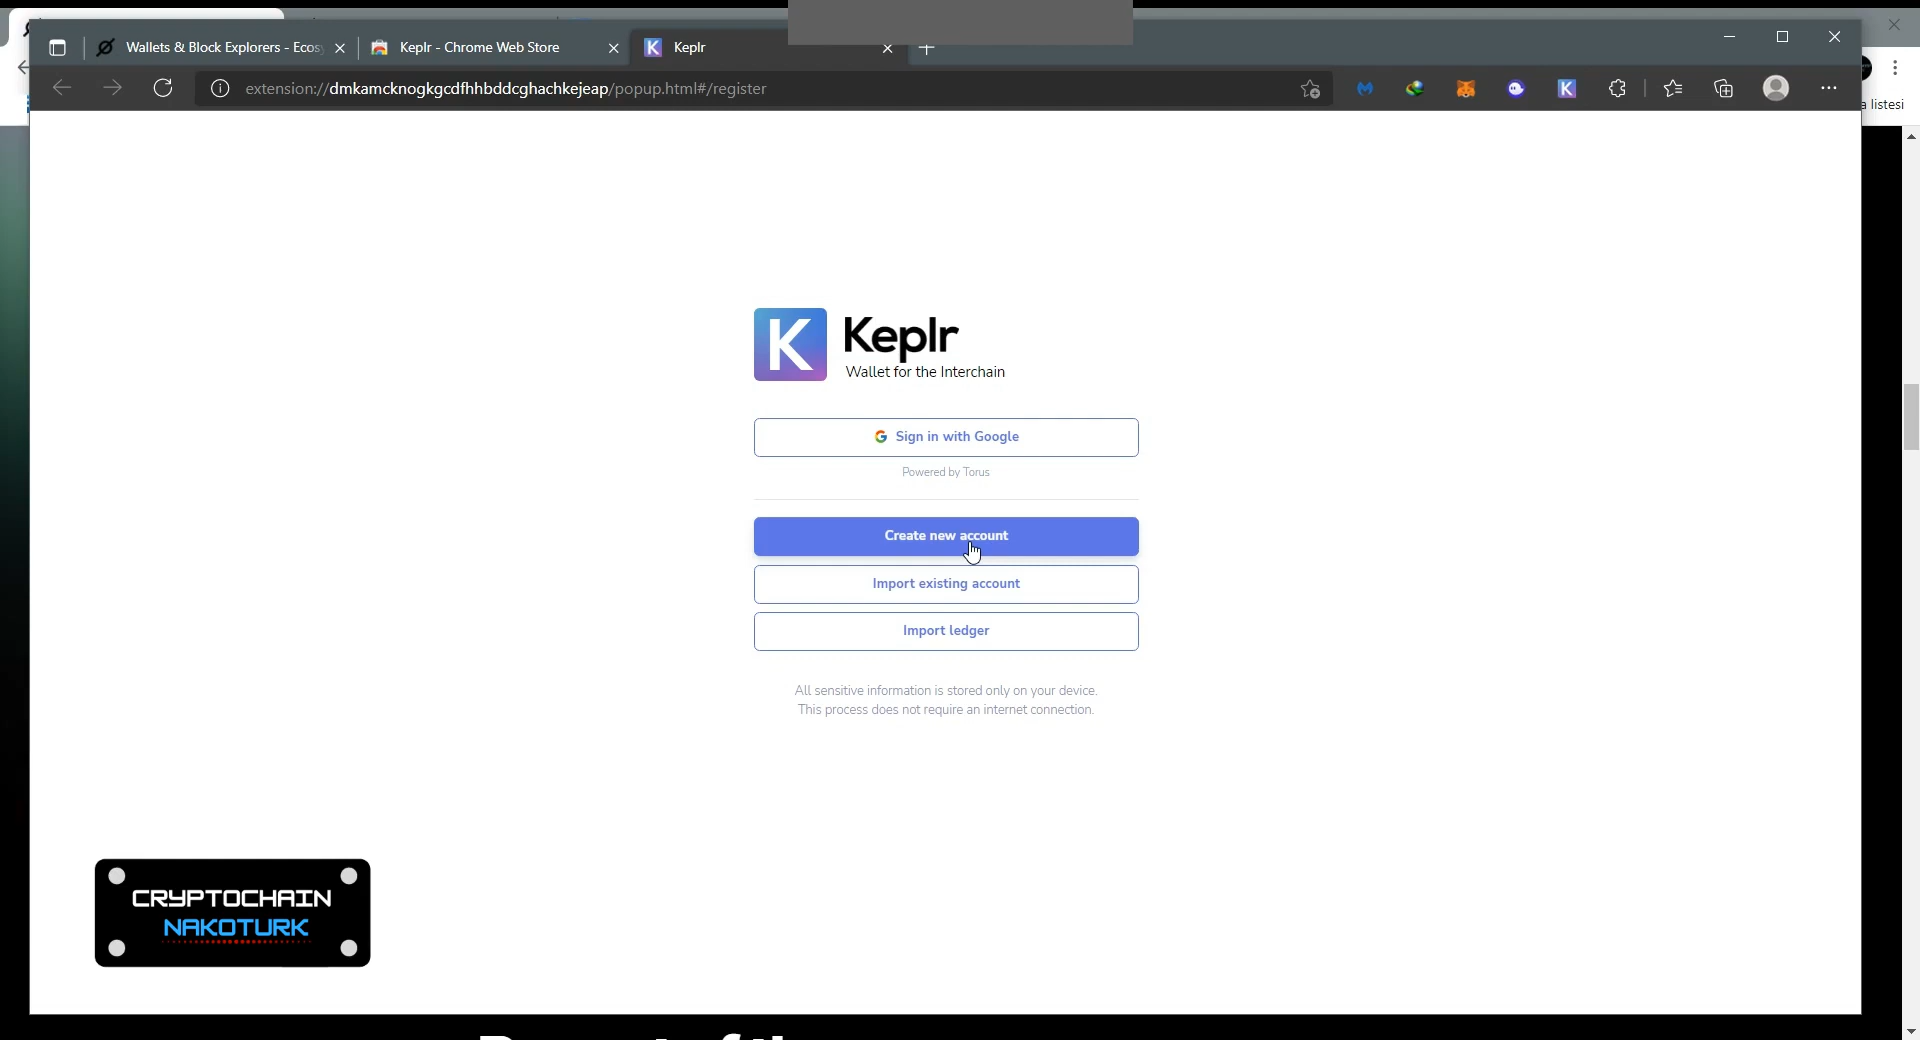 Wallets & Block Explorers - Ecos
Keplr - Chrome Web Store
Keplr
extension://dmkamcknogkgcdfhhbddcghachkejeap/popup.html#/register
a listesi
K Keplr
Wallet for the Interchain
Sign in with Google
Powered by Torus
Create new account
Import existing account
Import ledger
All sensitive information is stored only on your device.
This process does not require an internet connection.
CRYPTOCHAIN
NAKOTURK